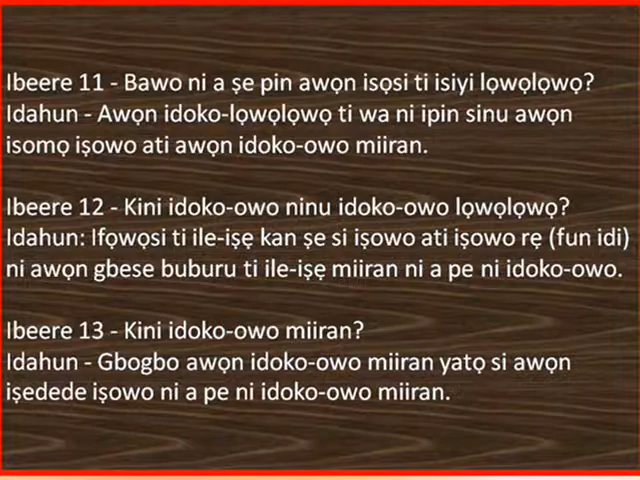 Ibeere 11 - Bawo ni a ṣe pin awọn isọsi ti isiyi lọwọlọwọ?
Idahun - Awọn idoko-lọwọlọwọ ti wa ni ipin sinu awọn
isomọ iṣowo ati awọn idoko-owo miiran.
Ibeere 12 - Kini idoko-owo ninu idoko-owo lọwọlọwọ?
Idahun: Ifọwọsi ti ile-iṣẹ kan ṣe si iṣowo ati iṣowo rẹ (fun idi)
ni awọn gbese buburu ti ile-iṣẹ miiran ni a pe ni idoko-owo.
Ibeere 13 - Kini idoko-owo miiran?
Idahun - Gbogbo awọn idoko-owo miiran yatọ si awọn
iṣedede iṣowo ni a pe ni idoko-owo miiran.